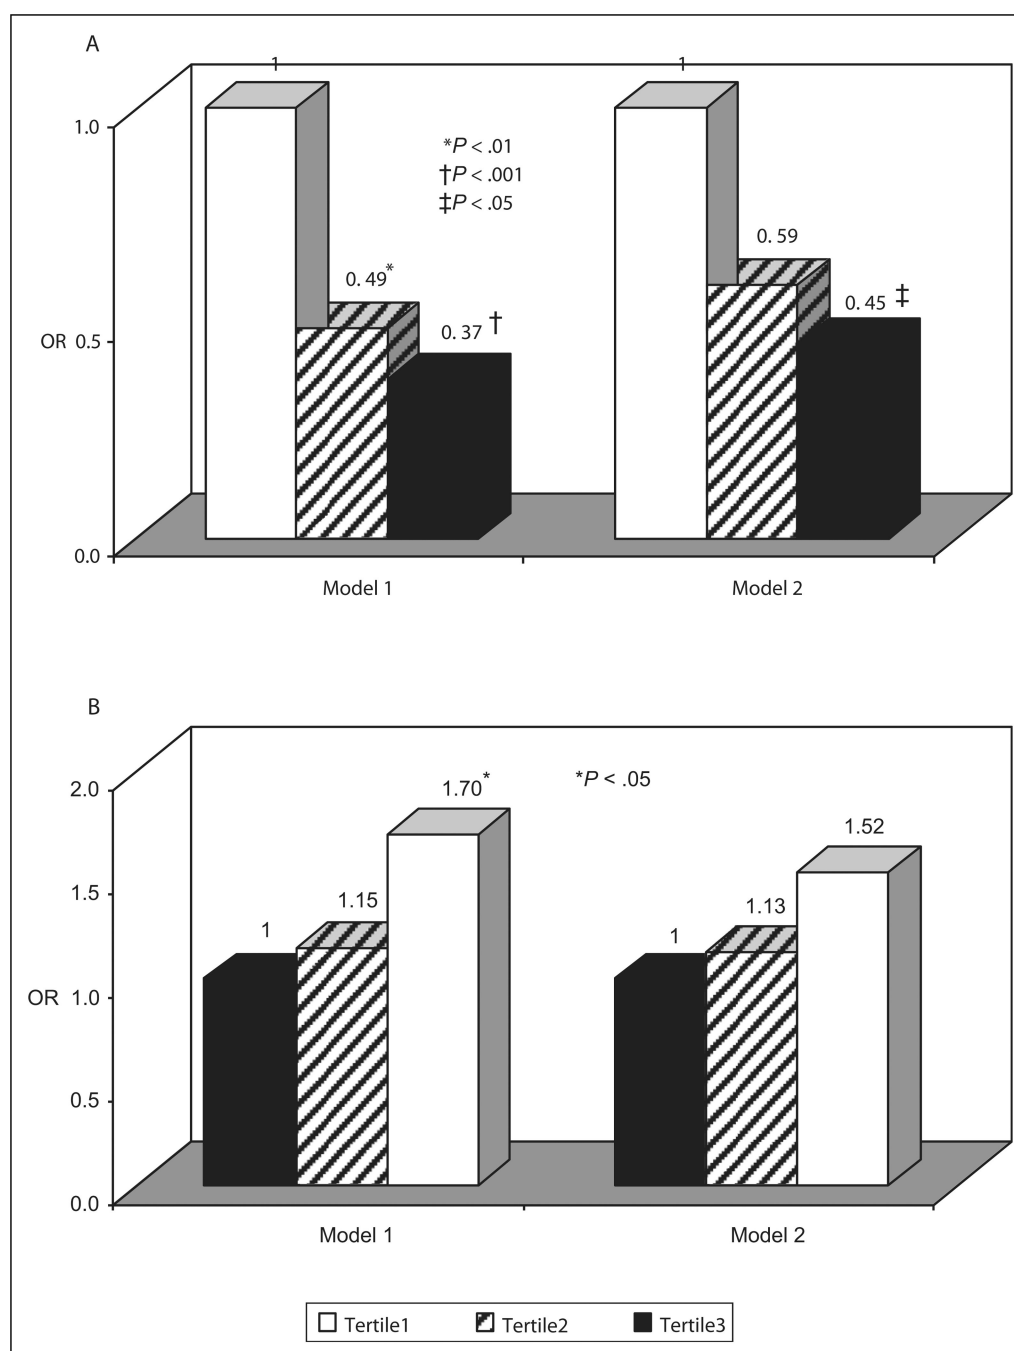 A
1
1
1.0
*P < .01
†P < .001
‡P < .05
0. 59
0. 49*
0. 45 ‡
0. 37 †
OR 0.5
0.0
Model 1
Model 2
B
2.0
1.70*
*P < .05
1.52
1.5
1.15
1.13
1
1
OR 1.0
0.5
0.0
Model 1
Model 2
Tertile1
Tertile2
Tertile3